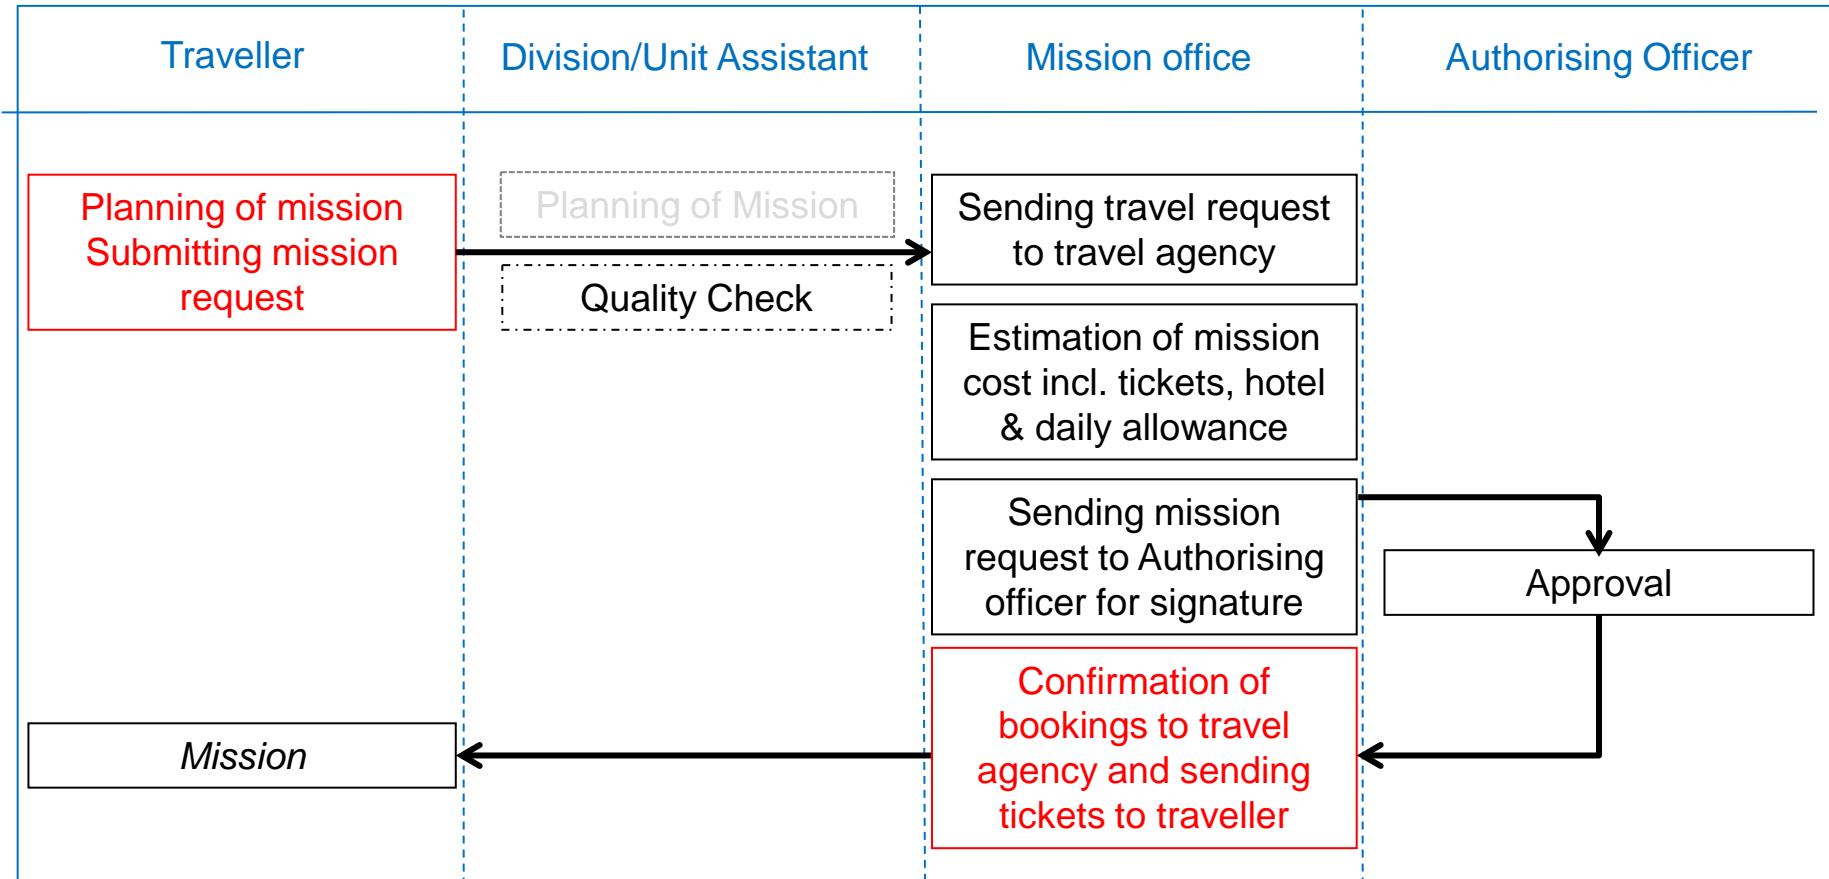 Traveller
Division/Unit Assistant
Mission office
Authorising Officer
Planning of mission
Submitting mission
request
Planning of Mission
Quality Check
Sending travel request
to travel agency
Estimation of mission
cost incl. tickets, hotel
& daily allowance
Sending mission
request to Authorising
officer for signature
Approval
Confirmation of
bookings to travel
agency and sending
tickets to traveller
Mission